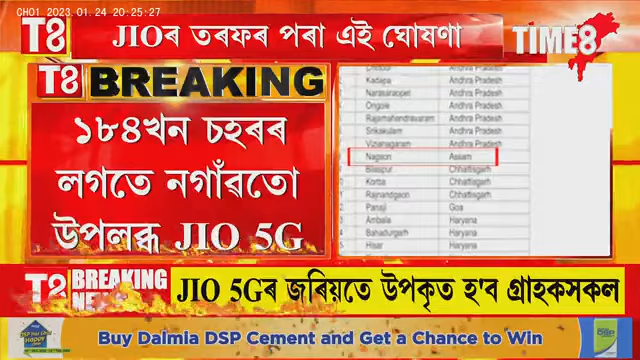 CH01 2023.01.24 20:25:27
T8 JIOৰ তৰফৰ পৰা এই ঘোষণা TIME8
T8 BREAKING
১৮৪খন চহৰৰ
লগতে নগাঁৱতো
উপলব্ধ JIO 5G
Kadapa Andhra Pradesh
Narasaraopet Andhra Pradesh
Ongole Andhra Pradesh
Rajamahendravaram Andhra Pradesh
Srikakulam Andhra Pradesh
Vizianagaram Andhra Pradesh
Nagaon Assam
Bilaspur Chhattisgarh
Korba Chhattisgarh
Rajnandgaon Chhattisgarh
Panaji Goa
Ambala Haryana
Bahadurgarh Haryana
Hisar Haryana
T8 BREAKING NEWS
JIO 5Gৰ জৰিয়তে উপকৃত হ'ব গ্ৰাহকসকল
Buy Dalmia DSP Cement and Get a Chance to Win